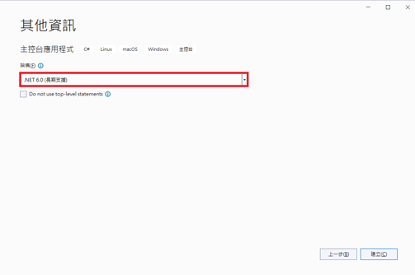 其他資訊
主控台應用程式 C# Linux macOS Windows 主控台
架構(F)
.NET 6.0 (長期支援)
Do not use top-level statements
上一步(B) 建立(C)